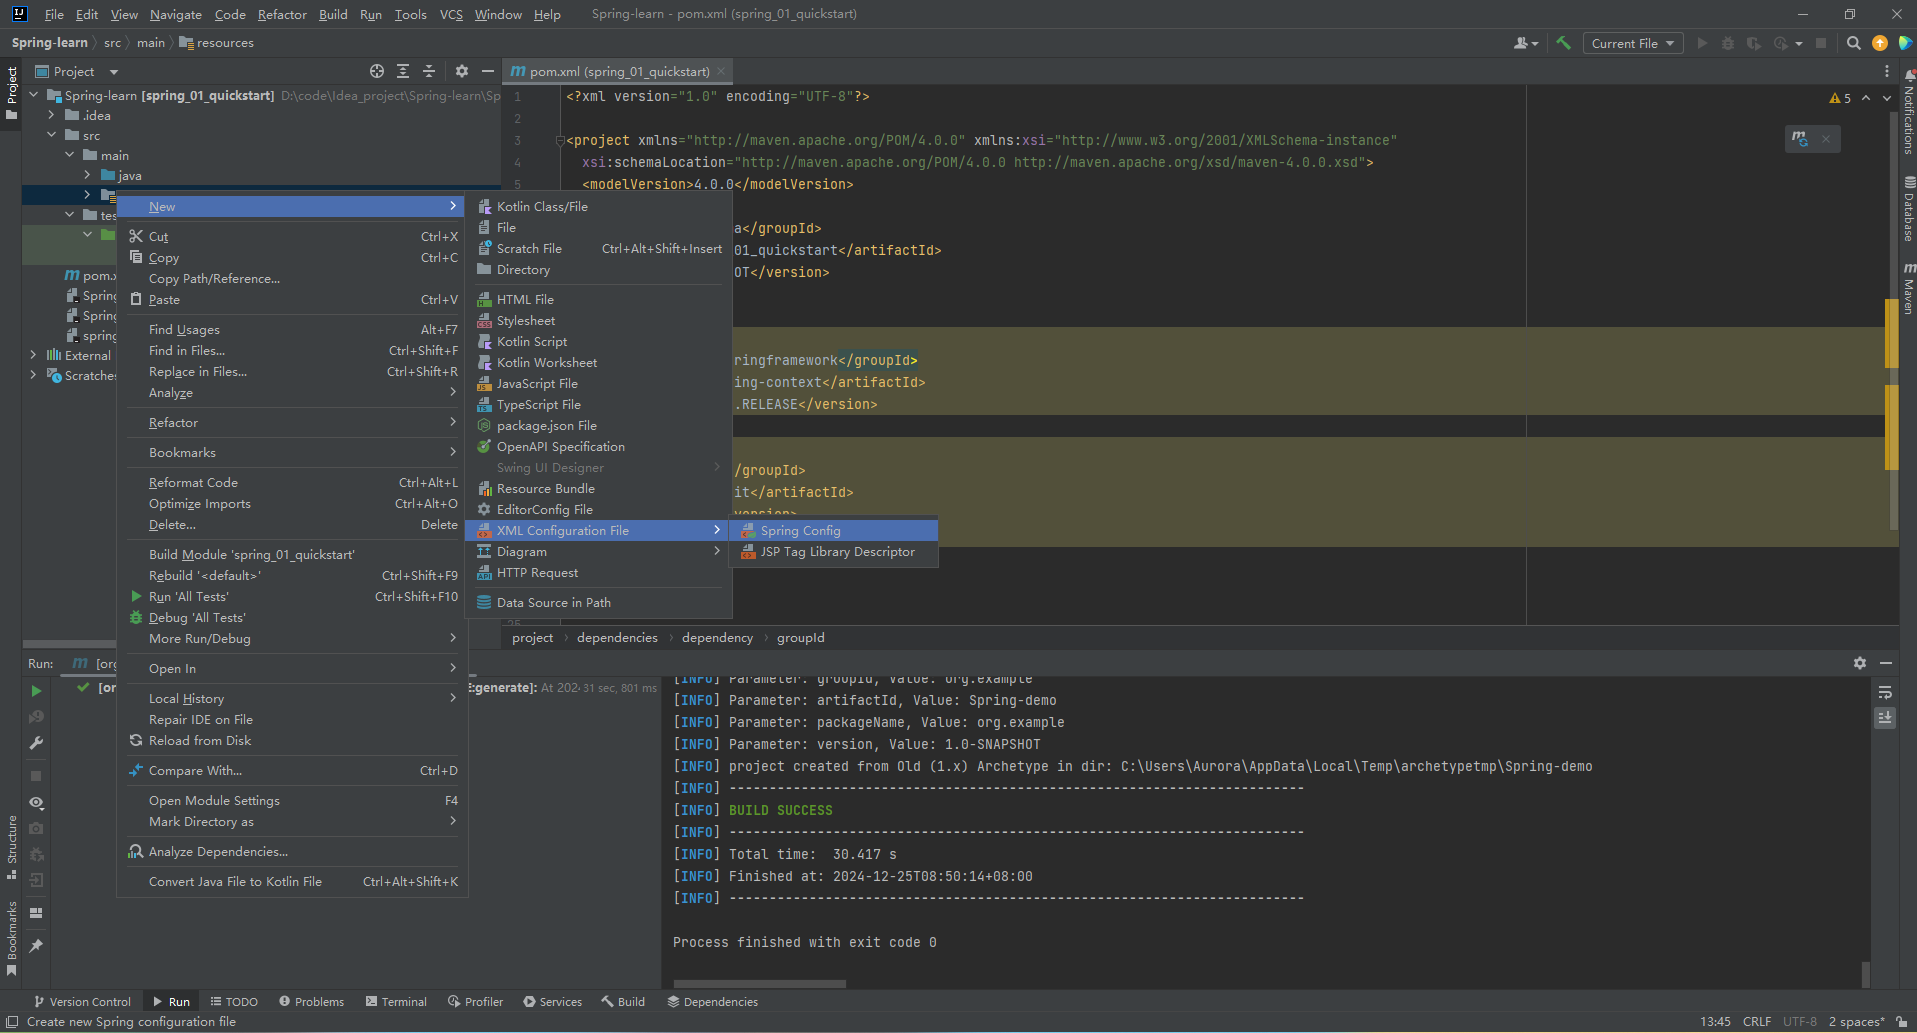 File Edit View Navigate Code Refactor Build Run Tools VCS Window Help Spring-learn - pom.xml (spring_01_quickstart)
Spring-learn src main resources
Current File
Project
pom.xml (spring_01_quickstart)
Spring-learn [spring_01_quickstart] D:\code\Idea_project\Spring-learn\Sp
.idea
src
main
java
tes
pom.x
Spring
Spring
spring
External
Scratches
1 <?xml version="1.0" encoding="UTF-8"?>
2
3 <project xmlns="http://maven.apache.org/POM/4.0.0" xmlns:xsi="http://www.w3.org/2001/XMLSchema-instance"
4 xsi:schemaLocation="http://maven.apache.org/POM/4.0.0 http://maven.apache.org/xsd/maven-4.0.0.xsd">
5 <modelVersion>4.0.0</modelVersion>
a</groupId>
01_quickstart</artifactId>
OT</version>
ringframework</groupId>
ing-context</artifactId>
.RELEASE</version>
/groupId>
it</artifactId>
version>
25
5
New
Cut Ctrl+X
Copy Ctrl+C
Copy Path/Reference...
Paste Ctrl+V
Find Usages Alt+F7
Find in Files... Ctrl+Shift+F
Replace in Files... Ctrl+Shift+R
Analyze
Refactor
Bookmarks
Reformat Code Ctrl+Alt+L
Optimize Imports Ctrl+Alt+O
Delete... Delete
Build Module 'spring_01_quickstart'
Rebuild '<default>' Ctrl+Shift+F9
Run 'All Tests' Ctrl+Shift+F10
Debug 'All Tests'
More Run/Debug
Open In
Local History
Repair IDE on File
Reload from Disk
Compare With... Ctrl+D
Open Module Settings F4
Mark Directory as
Analyze Dependencies...
Convert Java File to Kotlin File Ctrl+Alt+Shift+K
Kotlin Class/File
File
Scratch File Ctrl+Alt+Shift+Insert
Directory
HTML File
Stylesheet
Kotlin Script
Kotlin Worksheet
JavaScript File
TypeScript File
package.json File
OpenAPI Specification
Swing UI Designer
Resource Bundle
EditorConfig File
XML Configuration File
Diagram
HTTP Request
Data Source in Path
Spring Config
JSP Tag Library Descriptor
project dependencies dependency groupId
Run: [org
[or
E:generate]: At 202 31 sec, 801 ms
[INFO] Parameter: groupId, Value: org.example
[INFO] Parameter: artifactId, Value: Spring-demo
[INFO] Parameter: packageName, Value: org.example
[INFO] Parameter: version, Value: 1.0-SNAPSHOT
[INFO] project created from Old (1.x) Archetype in dir: C:\Users\Aurora\AppData\Local\Temp\archetypetmp\Spring-demo
[INFO] ------------------------------------------------------------------------
[INFO] BUILD SUCCESS
[INFO] ------------------------------------------------------------------------
[INFO] Total time:  30.417 s
[INFO] Finished at: 2024-12-25T08:50:14+08:00
[INFO] ------------------------------------------------------------------------
Process finished with exit code 0
Project
Structure
Bookmarks
Notifications
Database
Maven
Version Control Run TODO Problems Terminal Profiler Services Build Dependencies
Create new Spring configuration file 13:45 CRLF UTF-8 2 spaces*